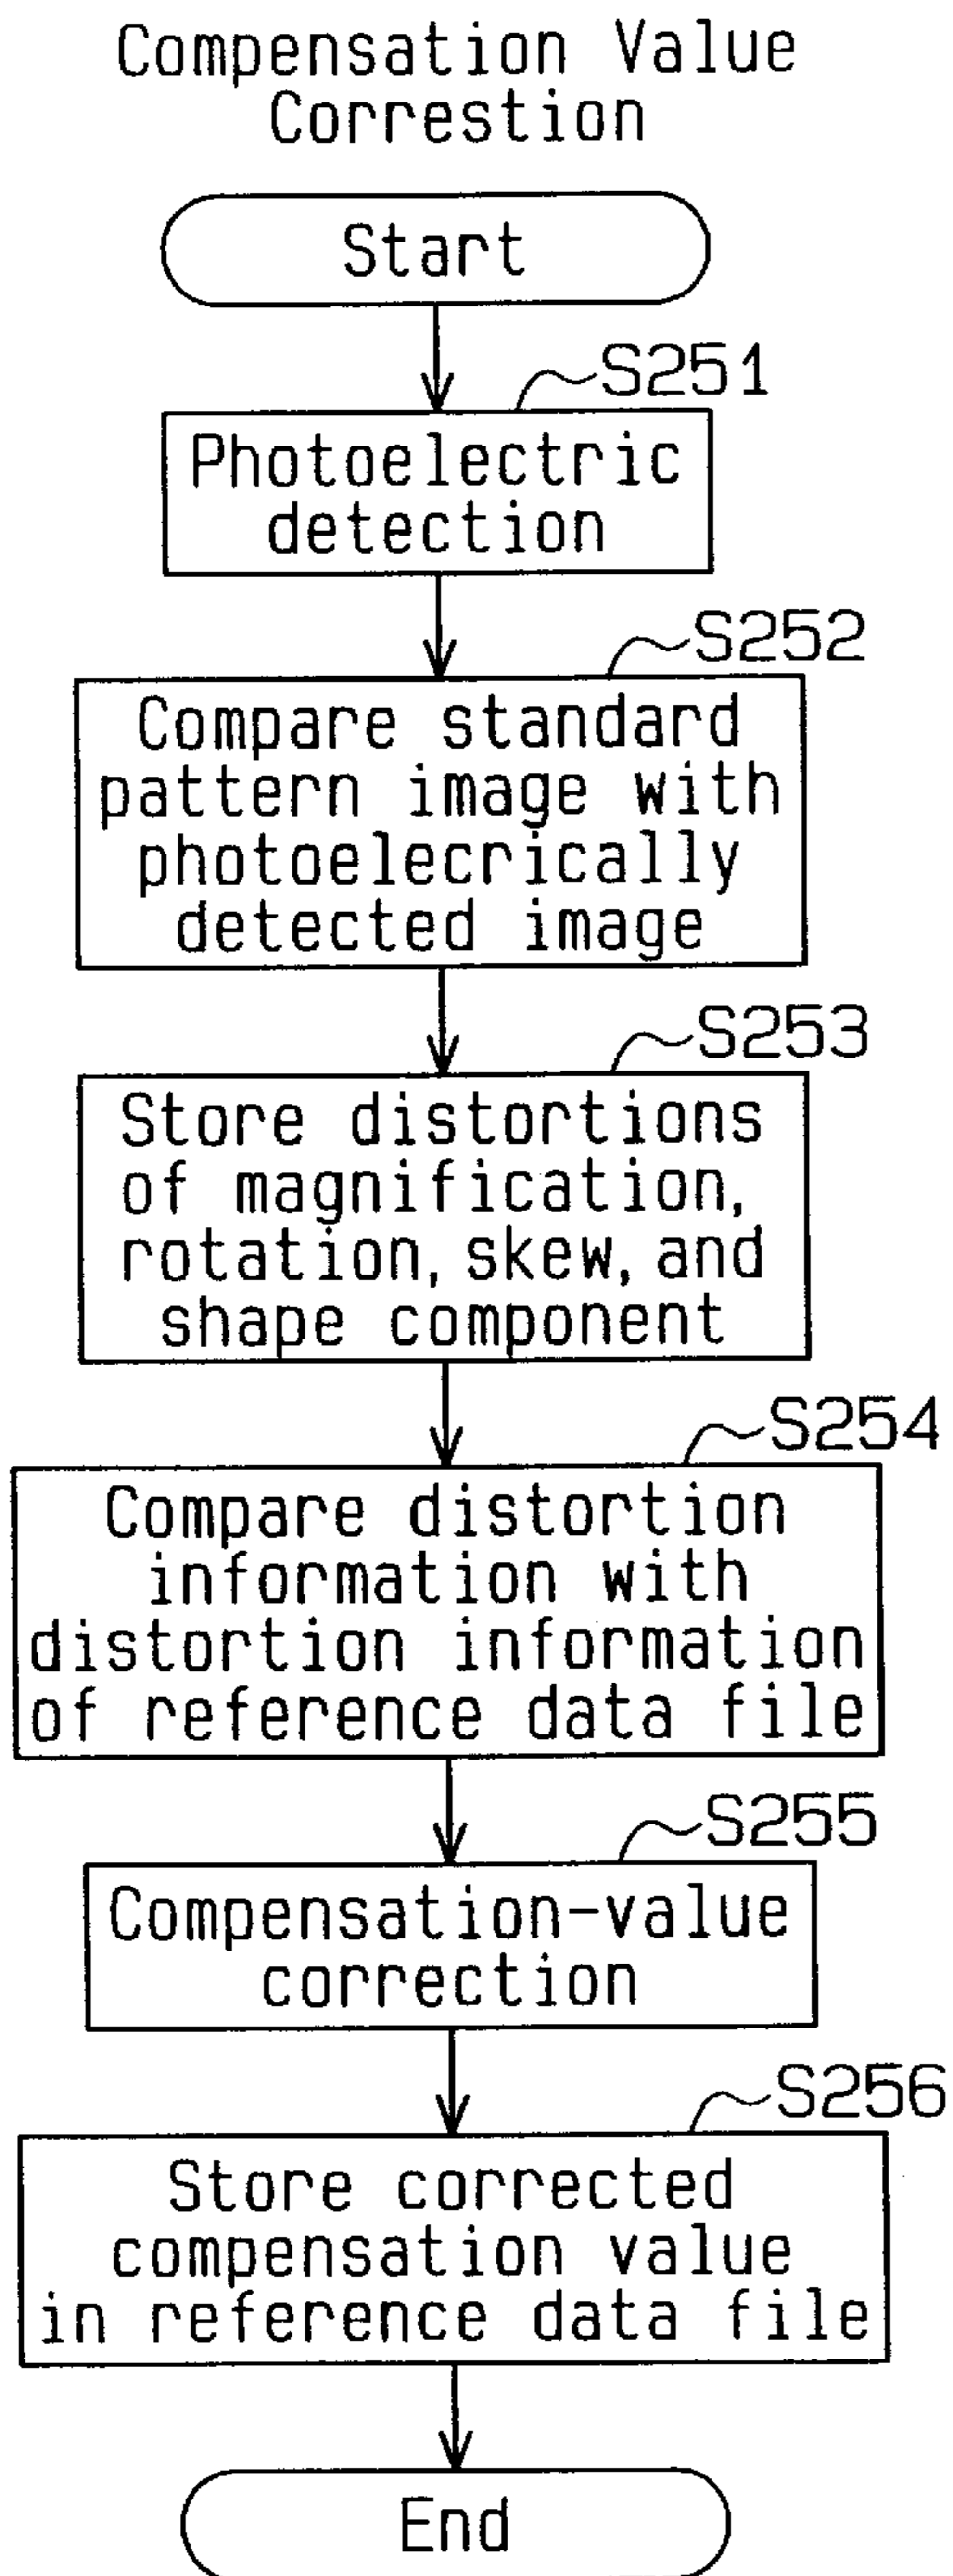 Compensation Value
Correstion
Start
S251
Photoelectric
detection
S252
Compare standard
pattern image with
photoelecrically
detected image
S253
Store distortions
of magnification,
rotation, skew, and
shape component
S254
Compare distortion
information with
distortion information
of reference data file
S255
Compensation-value
correction
S256
Store corrected
compensation value
in reference data file
End